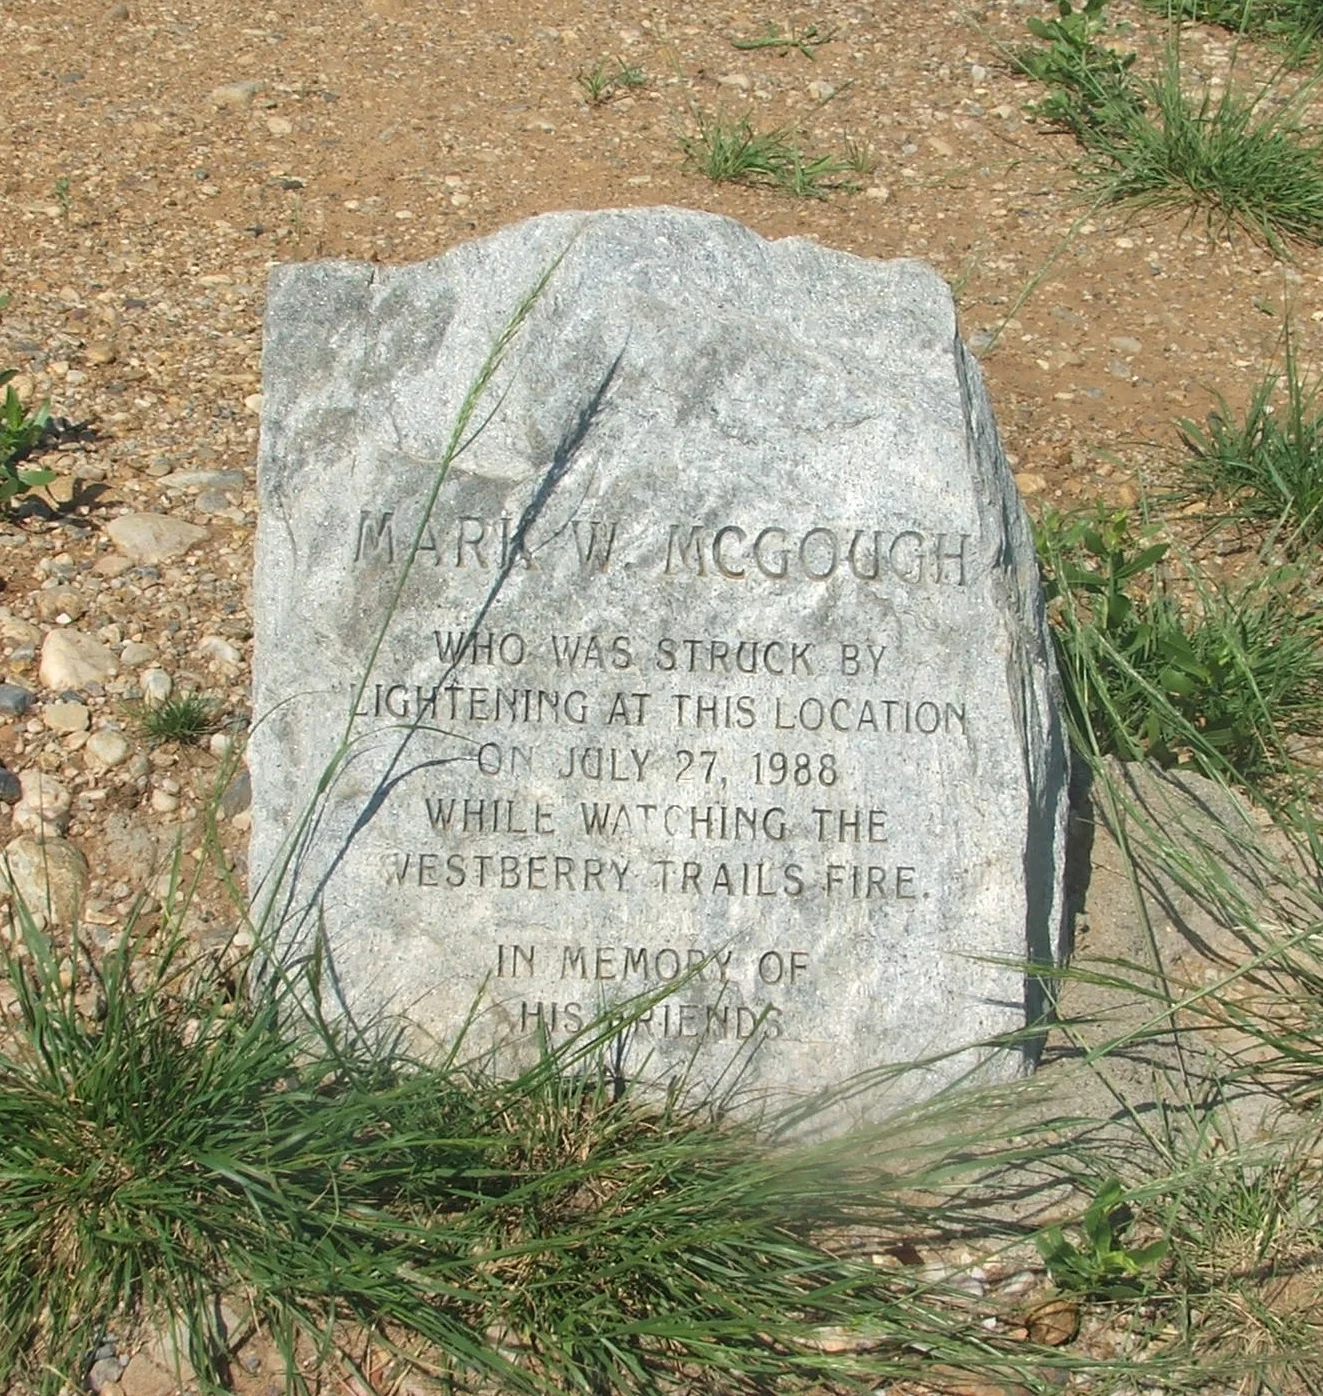 MARK W. MCGOUGH
WHO WAS STRUCK BY
LIGHTENING AT THIS LOCATION
ON JULY 27, 1988
WHILE WATCHING THE
WESTBERRY TRAILS FIRE.
IN MEMORY OF
HIS FRIENDS